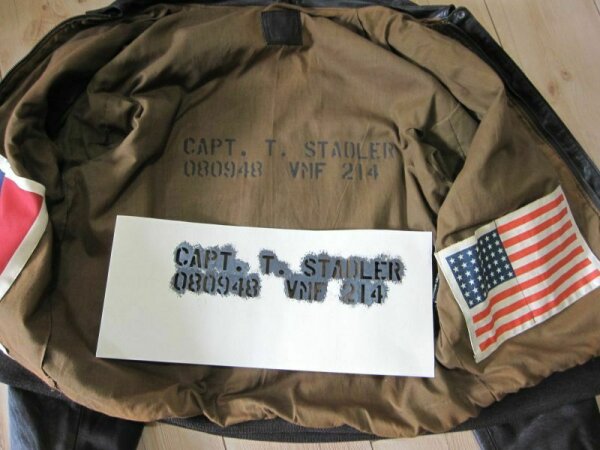 CAPT. T. STADLER
080948 VMF 214
CAPT. T. STADLER
080948 VMF 214